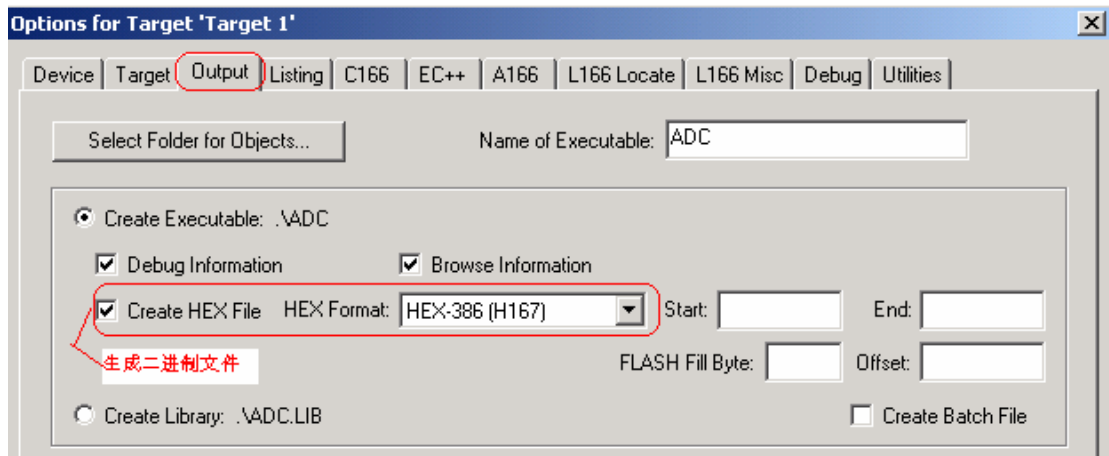 Options for Target 'Target 1'
Device Target Output Listing C166 EC++ A166 L166 Locate L166 Misc Debug Utilities
Select Folder for Objects... Name of Executable: ADC
Create Executable: .\ADC
Debug Information Browse Information
Create HEX File HEX Format: HEX-386 (H167) Start: End:
生成二进制文件 FLASH Fill Byte: Offset:
Create Library: .\ADC.LIB Create Batch File